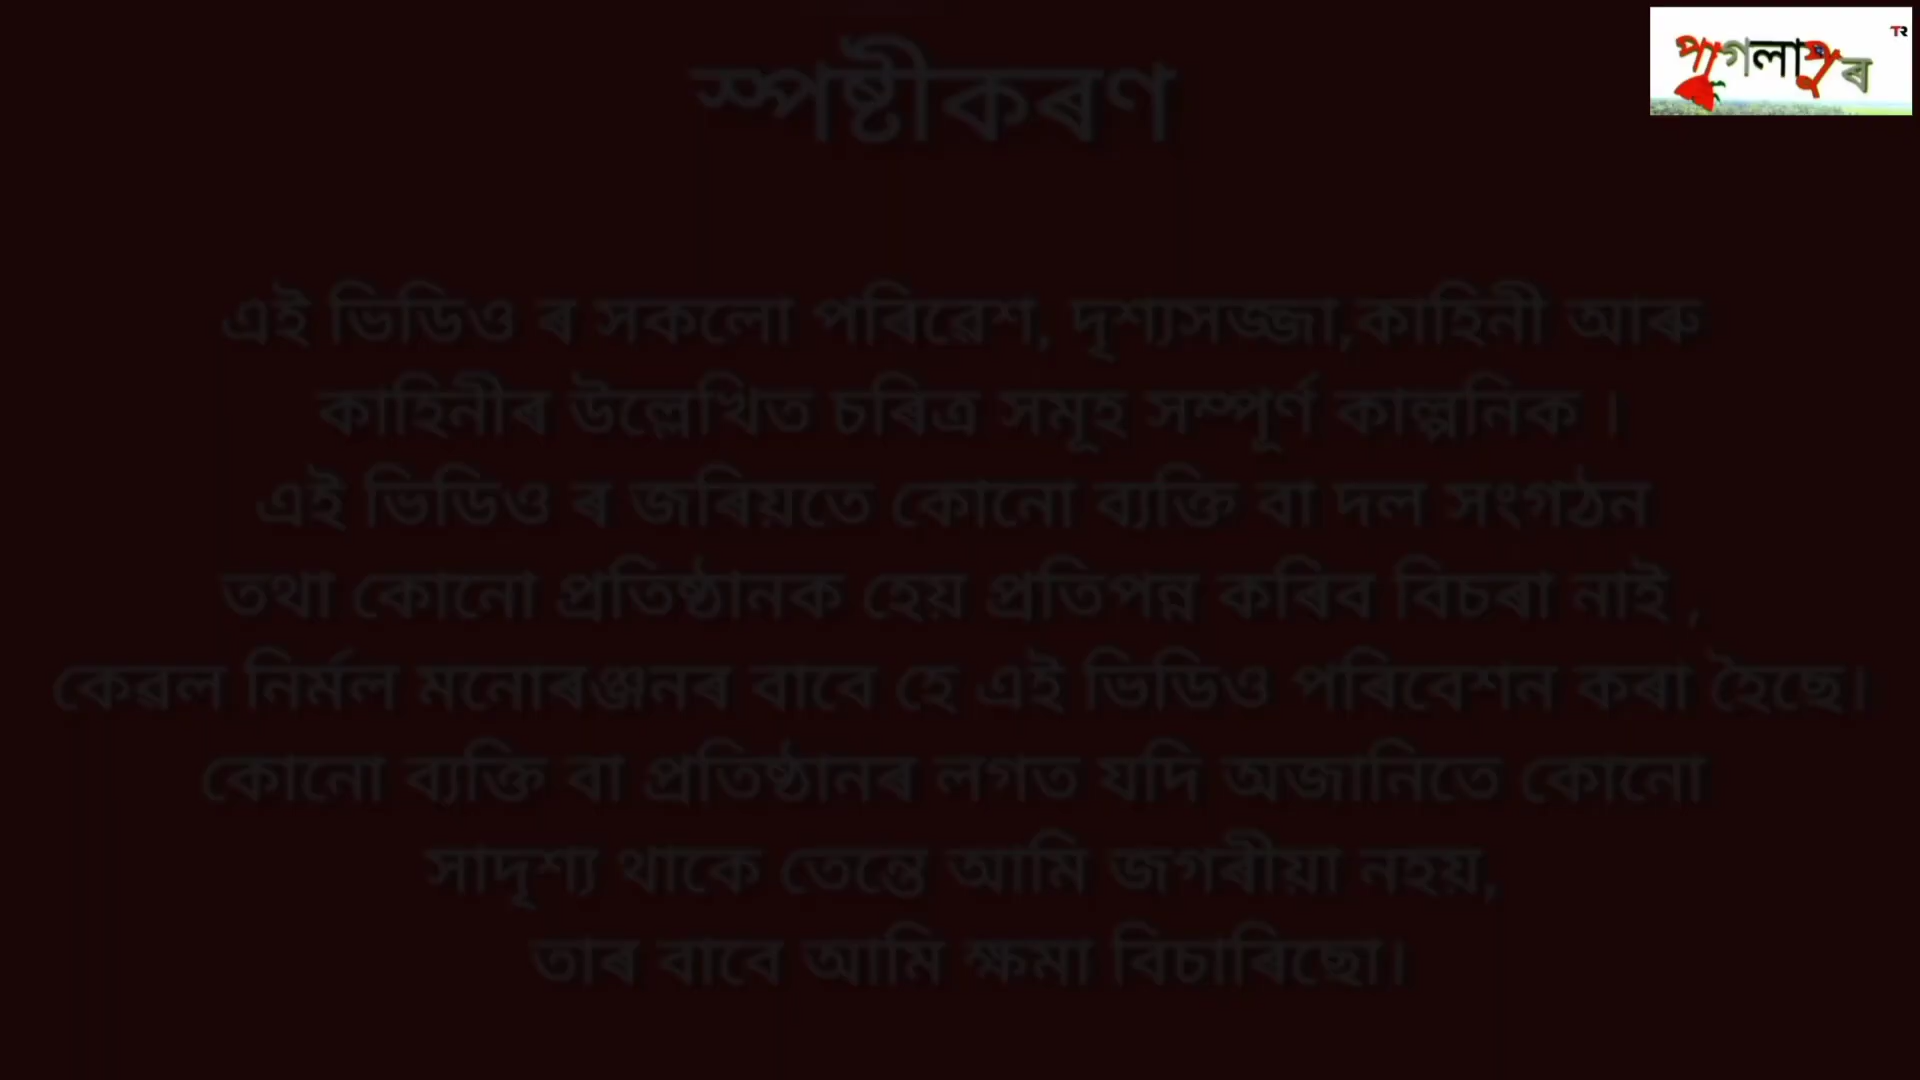 পাগলাপুৰ
TR
স্পষ্টীকৰণ
এই ভিডিও ৰ সকলো পৰিৱেশ, দৃশ্যসজ্জা,কাহিনী আৰু
কাহিনীৰ উল্লেখিত চৰিত্ৰ সমূহ সম্পূৰ্ণ কাল্পনিক ।
এই ভিডিও ৰ জৰিয়তে কোনো ব্যক্তি বা দল সংগঠন
তথা কোনো প্ৰতিষ্ঠানক হেয় প্ৰতিপন্ন কৰিব বিচৰা নাই ,
কেৱল নিৰ্মল মনোৰঞ্জনৰ বাবে হে এই ভিডিও পৰিবেশন কৰা হৈছে।
কোনো ব্যক্তি বা প্ৰতিষ্ঠানৰ লগত যদি অজানিতে কোনো
সাদৃশ্য থাকে তেন্তে আমি জগৰীয়া নহয়,
তাৰ বাবে আমি ক্ষমা বিচাৰিছো।